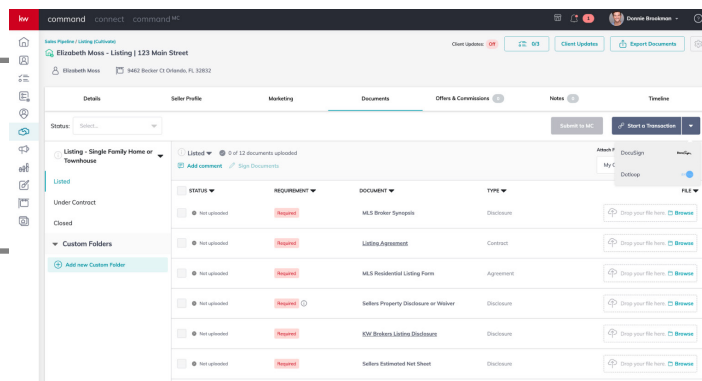 kw command connect command MC 1 Donnie Brookman
Sales Pipeline / Listing (Cultivate)
Elizabeth Moss - Listing | 123 Main Street
Client Updates Off 0/3 Client Updates Export Documents
Elizabeth Moss 9462 Becker Ct Orlando, FL 32832
Details Seller Profile Marketing Documents Offers & Commissions 0 Notes 0 Timeline
Status: Select... Submit to MC Start a Transaction
Listing - Single Family Home or Townhouse
Listed 0 of 12 documents uploaded
Add comment Sign Documents
Attach F
My C
DocuSign
Dotloop
Listed
Under Contract
Closed
Custom Folders
Add new Custom Folder
STATUS REQUIREMENT DOCUMENT TYPE FILE
Not uploaded Required MLS Broker Synopsis Disclosure Drop your file here Browse
Not uploaded Required Listing Agreement Contract Drop your file here Browse
Not uploaded Required MLS Residential Listing Form Agreement Drop your file here Browse
Not uploaded Required Sellers Property Disclosure or Waiver Disclosure Drop your file here Browse
Not uploaded Required KW Brokers Listing Disclosure Disclosure Drop your file here Browse
Not uploaded Required Sellers Estimated Net Sheet Disclosure Drop your file here Browse